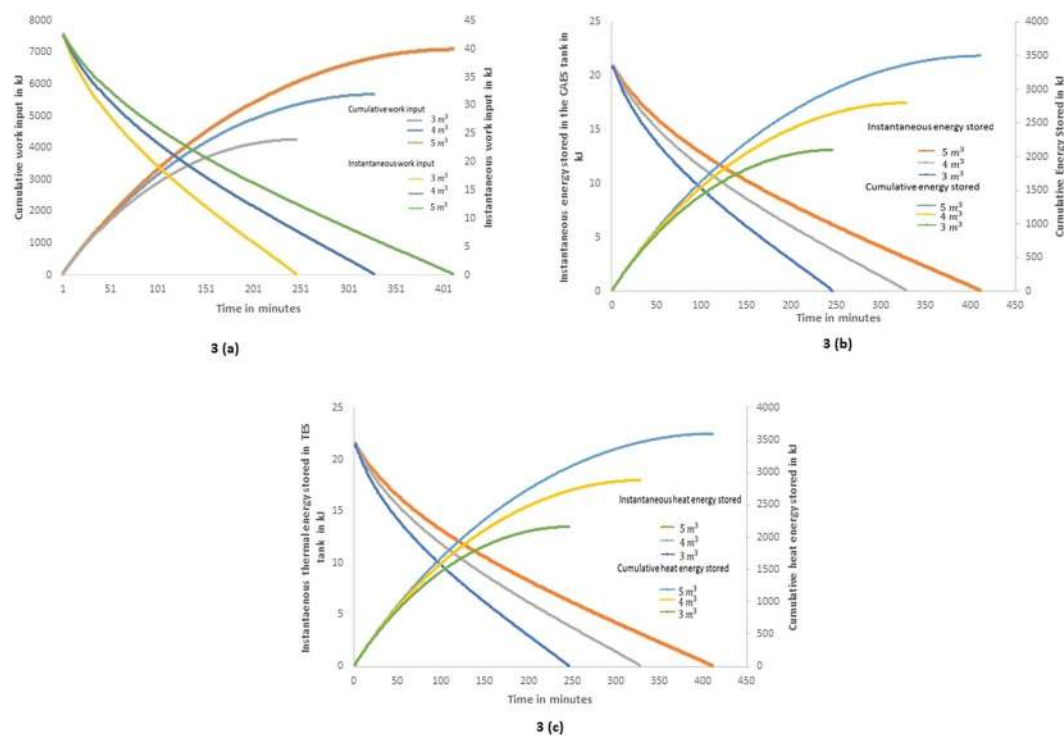 Cumulative work input in kJ
8000
7000
6000
5000
4000
3000
2000
1000
0
45
40
35
30
25
20
15
10
5
0
Instantaneous work input in kJ
Cumulative work input
3 m³
4 m³
5 m³
Instantaneous work input
3 m³
4 m³
5 m³
1 51 101 151 201 251 301 351 401
Time in minutes
3 (a)
Instantaneous energy stored in the CAES tank in
kJ
25
20
15
10
5
0
4000
3500
3000
2500
2000
1500
1000
500
0
Cumulative Energy Stored in kJ
Instantaneous energy stored
5 m³
4 m³
3 m³
Cumulative energy stored
5 m³
4 m³
3 m³
0 50 100 150 200 250 300 350 400 450
Time in minutes
3 (b)
Instantaenous thermal energy stored in TES
tank in kJ
25
20
15
10
5
0
4000
3500
3000
2500
2000
1500
1000
500
0
Cumulative heat energy stored in kJ
Instantaneous heat energy stored
5 m³
4 m³
3 m³
Cumulative heat energy stored
5 m³
4 m³
3 m³
0 50 100 150 200 250 300 350 400 450
Time in minutes
3 (c)